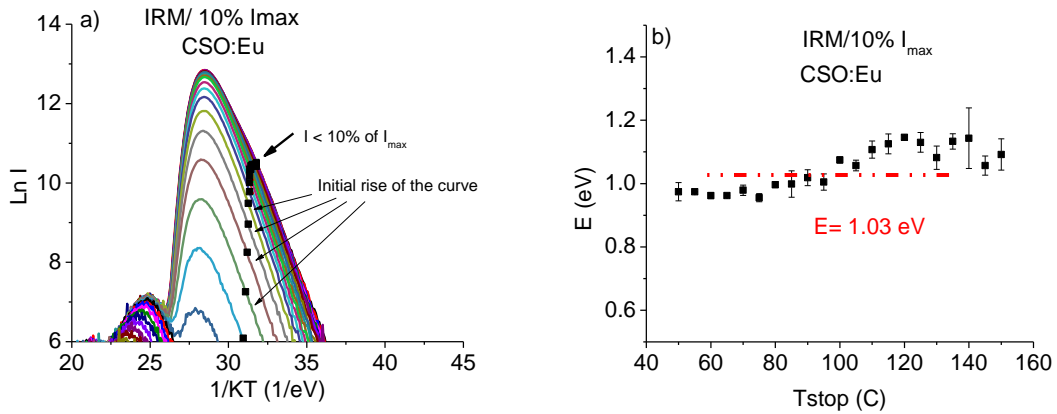 a)
IRM/ 10% Imax
CSO:Eu
14
12
10
8
6
Ln I
I < 10% of Imax
Initial rise of the curve
20 25 30 35 40 45
1/KT (1/eV)
b)
IRM/10% Imax
CSO:Eu
1.4
1.2
1.0
0.8
0.6
E (eV)
E= 1.03 eV
40 60 80 100 120 140 160
Tstop (C)